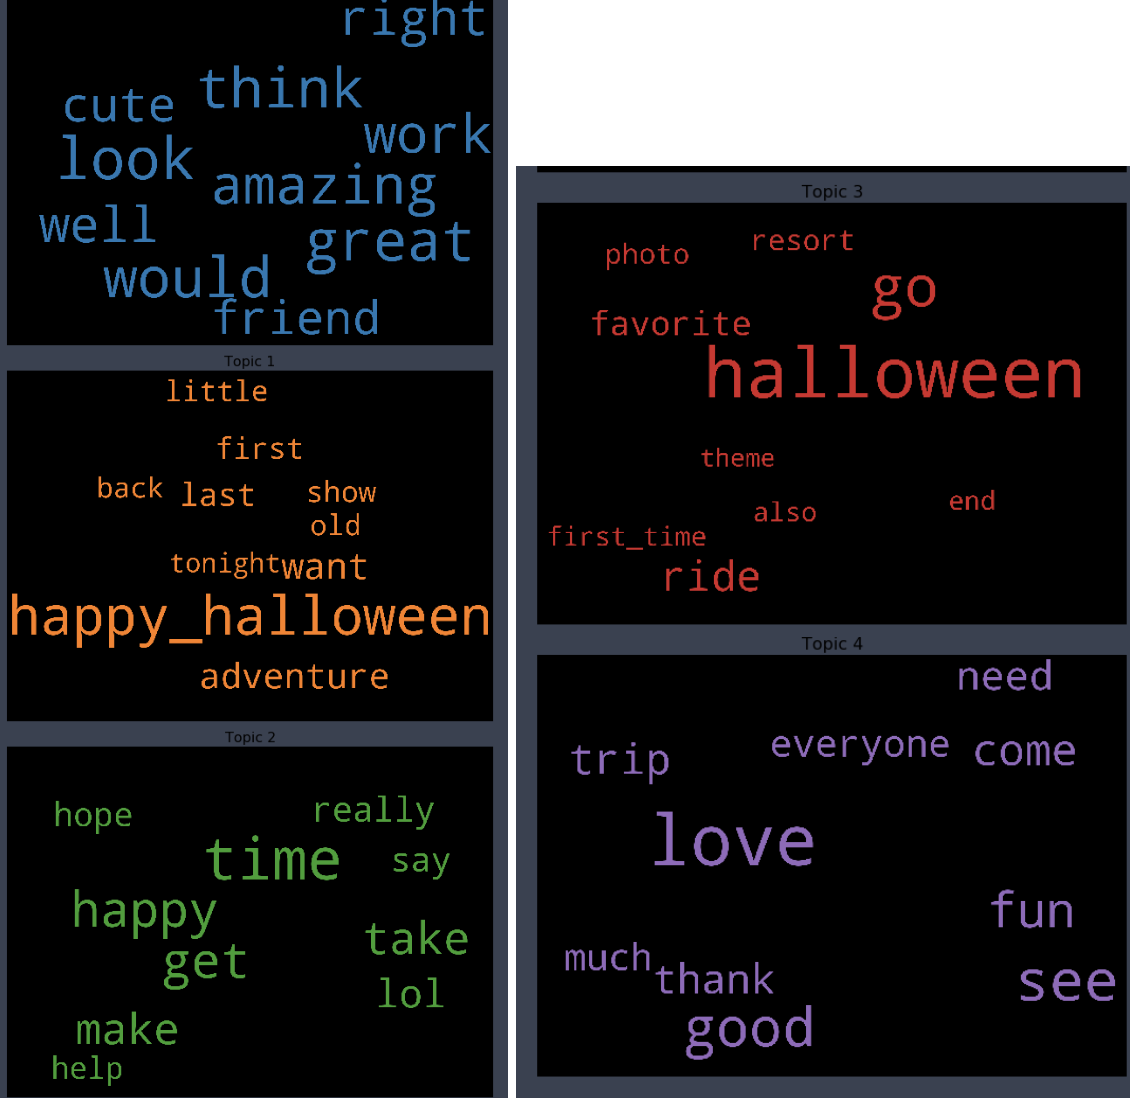 right
think
cute
work
look
amazing
well
great
would
friend
Topic 1
little
first
back last show
old
tonight want
happy_halloween
adventure
Topic 2
hope really
time say
happy
get take
lol
make
help
Topic 3
photo resort
go
favorite
halloween
theme
also end
first_time
ride
Topic 4
need
trip everyone come
love
fun
much thank see
good